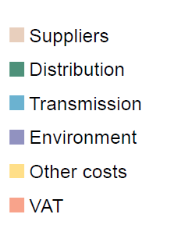 Suppliers
Distribution
Transmission
Environment
Other costs
VAT